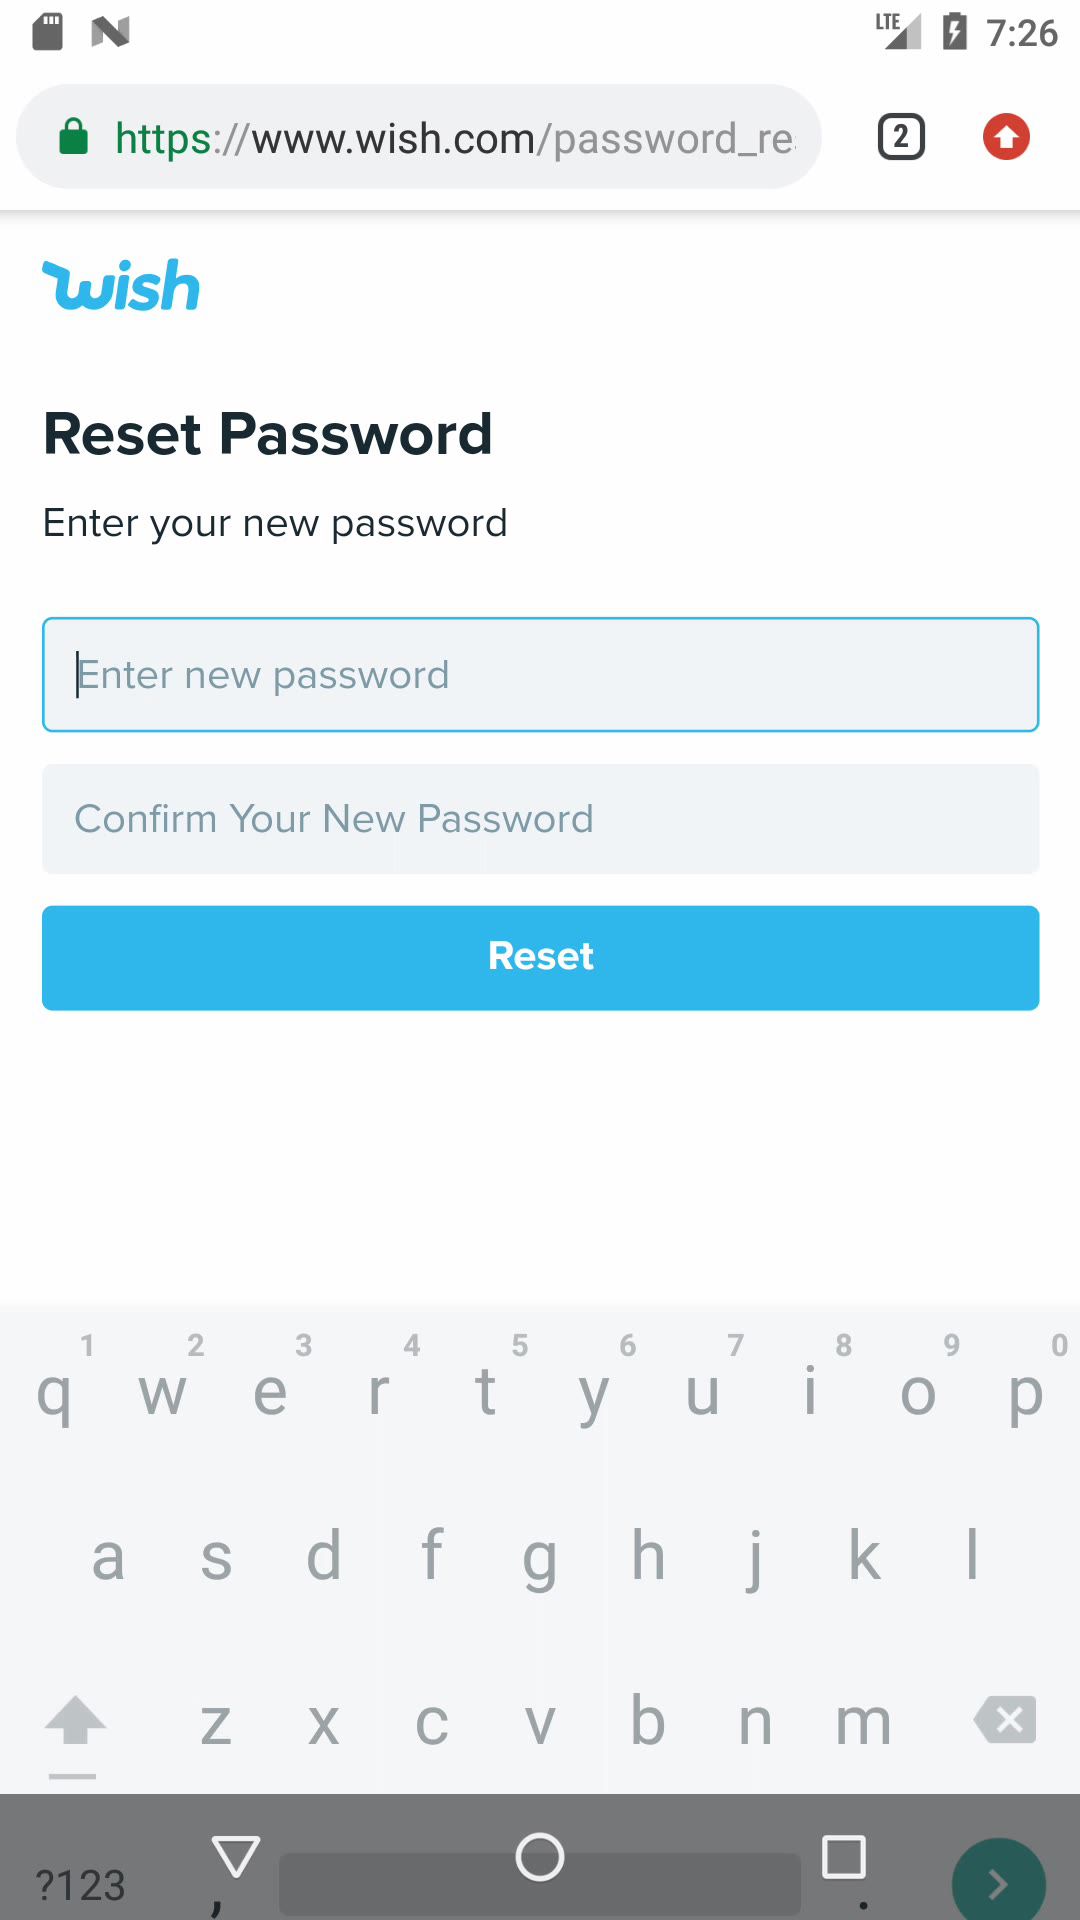 LTE 7:26
https://www.wish.com/password_re
2
wish
Reset Password
Enter your new password
Enter new password
Confirm Your New Password
Reset
1 2 3 4 5 6 7 8 9 0
q w e r t y u i o p
a s d f g h j k l
z x c v b n m
?123 , .